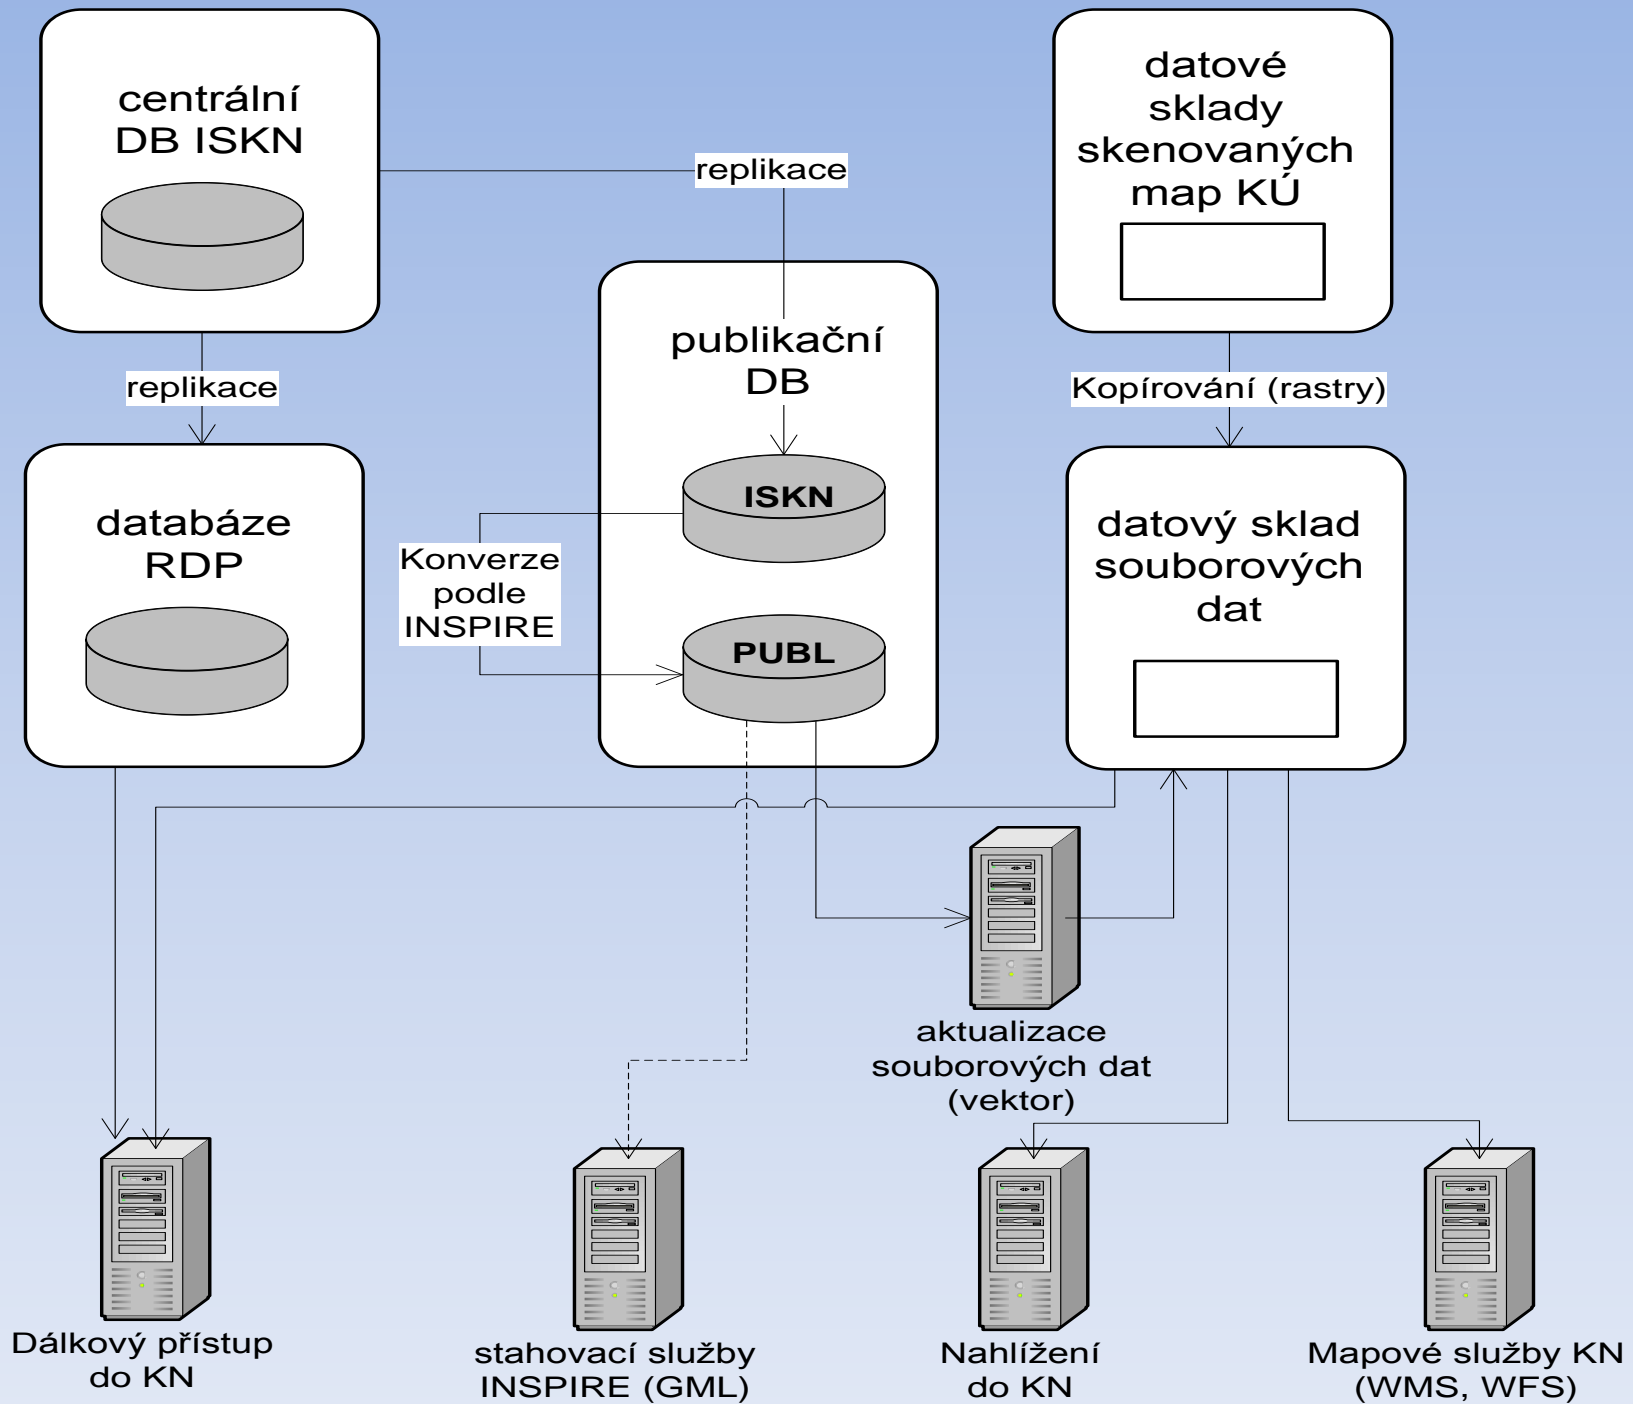 centrální
DB ISKN
datové
sklady
skenovaných
map KÚ
replikace
publikační
DB
replikace
Kopírování (rastry)
databáze
RDP
ISKN
Konverze
podle
INSPIRE
PUBL
datový sklad
souborových
dat
aktualizace
souborových dat
(vektor)
Dálkový přístup
do KN
stahovací služby
INSPIRE (GML)
Nahlížení
do KN
Mapové služby KN
(WMS, WFS)